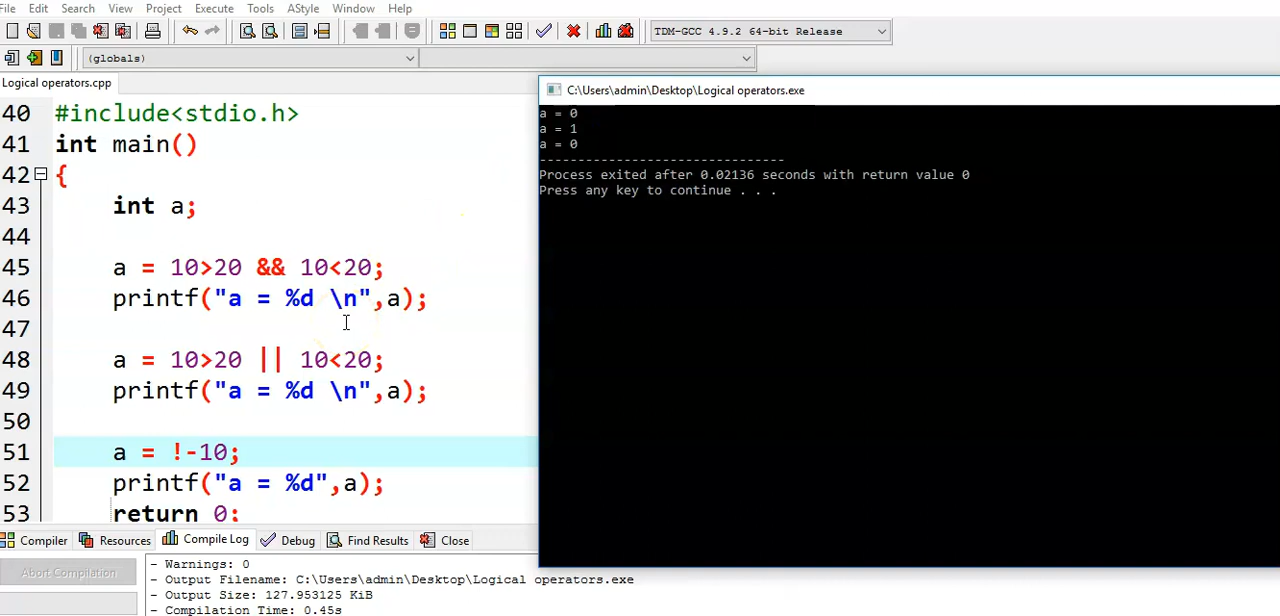 File Edit Search View Project Execute Tools AStyle Window Help
TDM-GCC 4.9.2 64-bit Release
(globals)
Logical operators.cpp
40 #include<stdio.h>
41 int main()
42 {
43 int a;
44
45 a = 10>20 && 10<20;
46 printf("a = %d \n",a);
47
48 a = 10>20 || 10<20;
49 printf("a = %d \n",a);
50
51 a = !-10;
52 printf("a = %d",a);
53 return 0;
C:\Users\admin\Desktop\Logical operators.exe
a = 0
a = 1
a = 0
--------------------------------
Process exited after 0.02136 seconds with return value 0
Press any key to continue . . .
Compiler Resources Compile Log Debug Find Results Close
Abort Compilation
- Warnings: 0
- Output Filename: C:\Users\admin\Desktop\Logical operators.exe
- Output Size: 127.953125 KiB
- Compilation Time: 0.45s